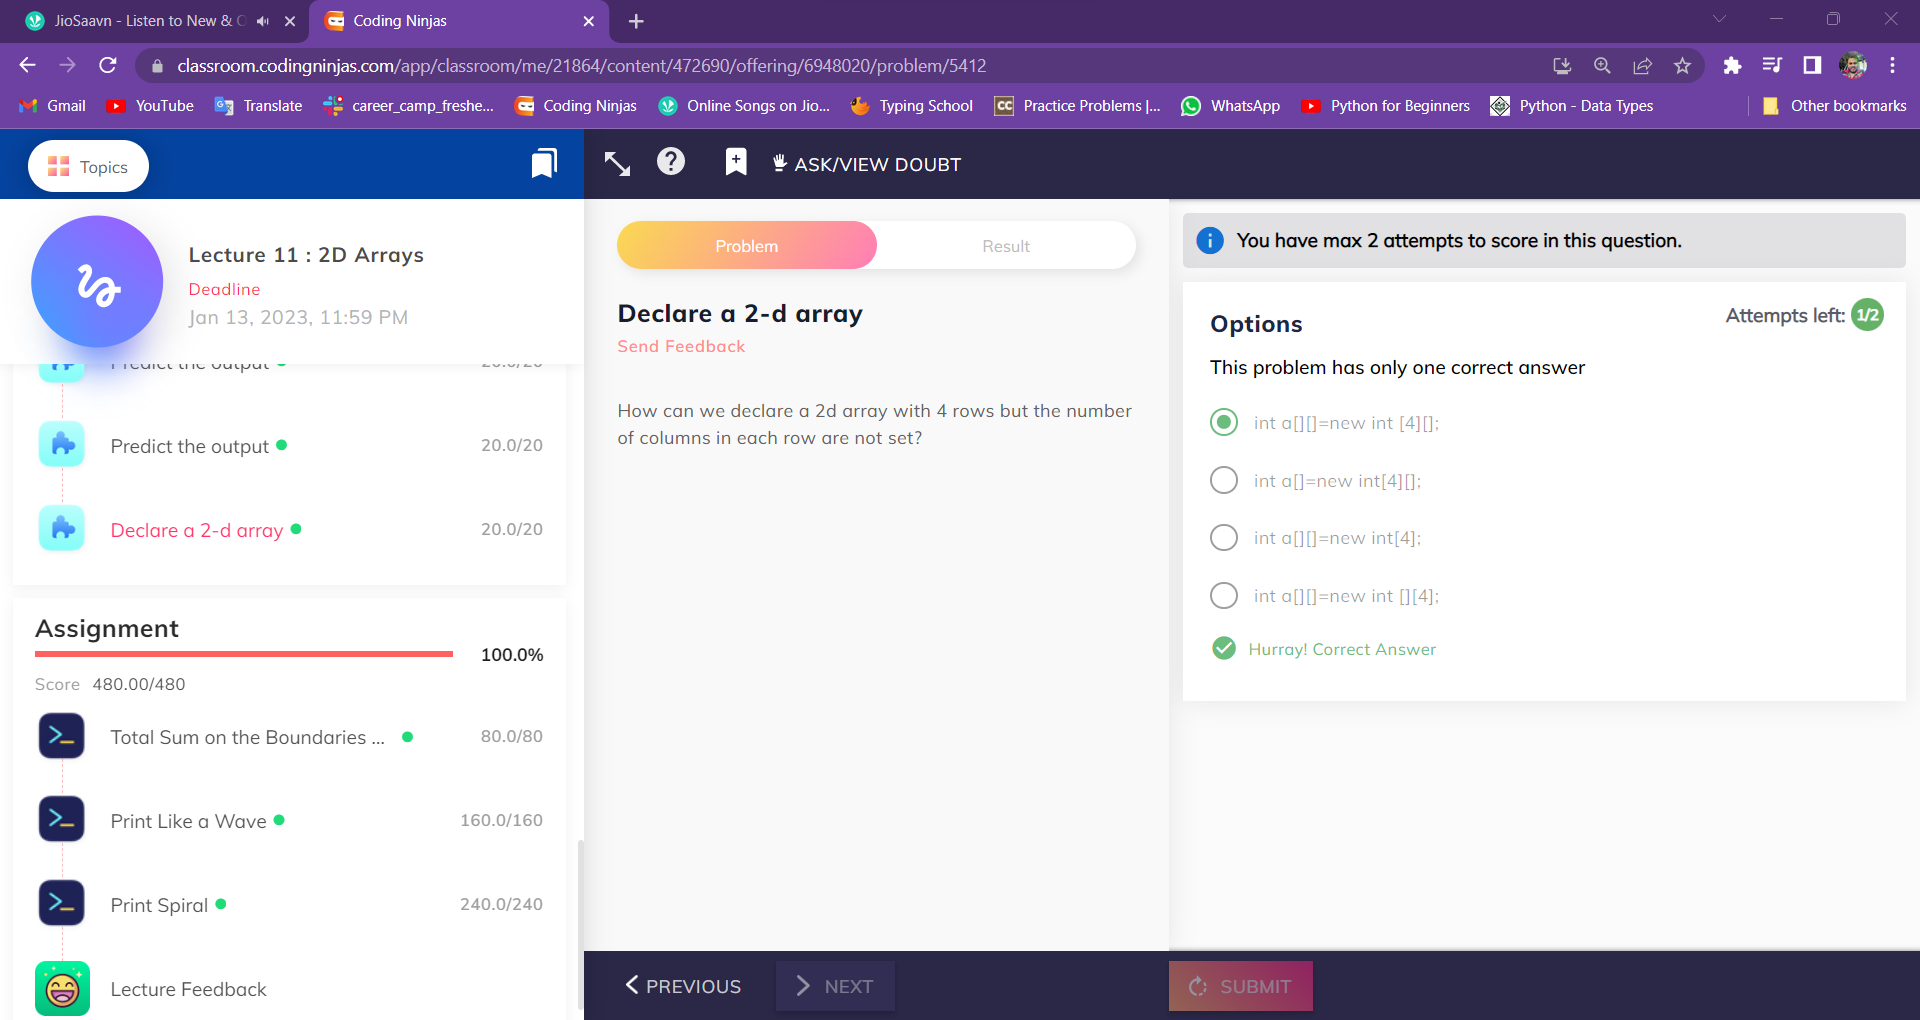 JioSaavn - Listen to New & O
Coding Ninjas
classroom.codingninjas.com/app/classroom/me/21864/content/472690/offering/6948020/problem/5412
Gmail
YouTube
Translate
career_camp_freshe...
Coding Ninjas
Online Songs on Jio...
Typing School
CC
Practice Problems |...
WhatsApp
Python for Beginners
Python - Data Types
Other bookmarks
Topics
ASK/VIEW DOUBT
Lecture 11 : 2D Arrays
Deadline
Jan 13, 2023, 11:59 PM
Predict the output 20.0/20
Predict the output 20.0/20
Declare a 2-d array 20.0/20
Assignment
100.0%
Score 480.00/480
Total Sum on the Boundaries ... 80.0/80
Print Like a Wave 160.0/160
Print Spiral 240.0/240
Lecture Feedback
Problem
Result
Declare a 2-d array
Send Feedback
How can we declare a 2d array with 4 rows but the number
of columns in each row are not set?
You have max 2 attempts to score in this question.
Options
Attempts left: 1/2
This problem has only one correct answer
int a[][]=new int [4][];
int a[]=new int[4][];
int a[][]=new int[4];
int a[][]=new int [][4];
Hurray! Correct Answer
PREVIOUS
NEXT
SUBMIT